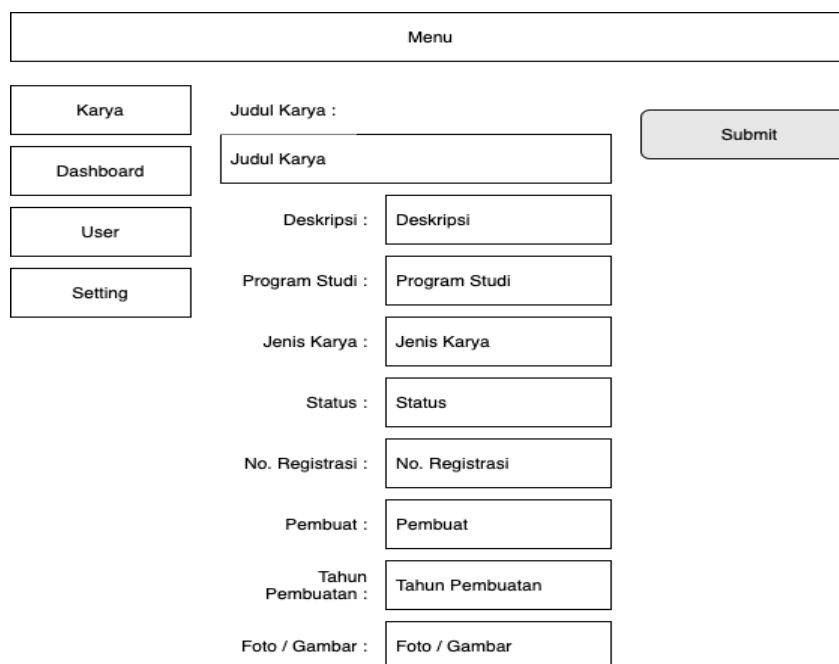 Menu
Karya
Dashboard
User
Setting
Judul Karya :
Judul Karya
Deskripsi :
Deskripsi
Program Studi :
Program Studi
Jenis Karya :
Jenis Karya
Status :
Status
No. Registrasi :
No. Registrasi
Pembuat :
Pembuat
Tahun
Pembuatan :
Tahun Pembuatan
Foto / Gambar :
Foto / Gambar
Submit